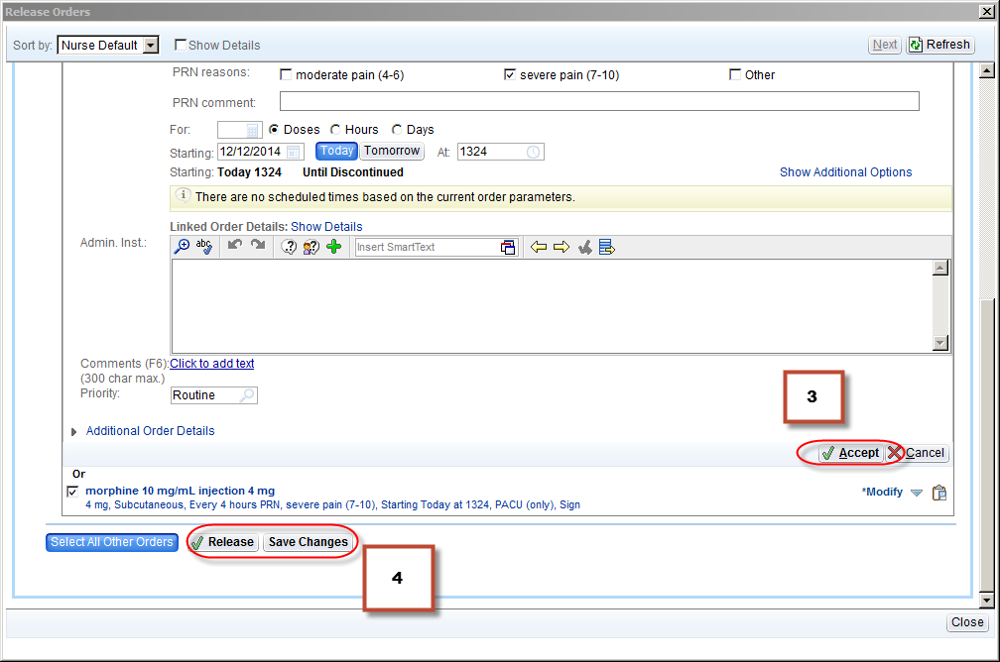 Release Orders
Sort by: Nurse Default Show Details Next Refresh
PRN reasons: moderate pain (4-6) severe pain (7-10) Other
PRN comment:
For: Doses Hours Days
Starting: 12/12/2014 Today Tomorrow At: 1324
Starting: Today 1324 Until Discontinued Show Additional Options
There are no scheduled times based on the current order parameters.
Linked Order Details: Show Details
Admin. Inst.: abc Insert SmartText
Comments (F6): Click to add text
(300 char max.)
Priority: Routine
3
Additional Order Details
Accept Cancel
Or
morphine 10 mg/mL injection 4 mg *Modify
4 mg, Subcutaneous, Every 4 hours PRN, severe pain (7-10), Starting Today at 1324, PACU (only), Sign
Select All Other Orders Release Save Changes
4
Close